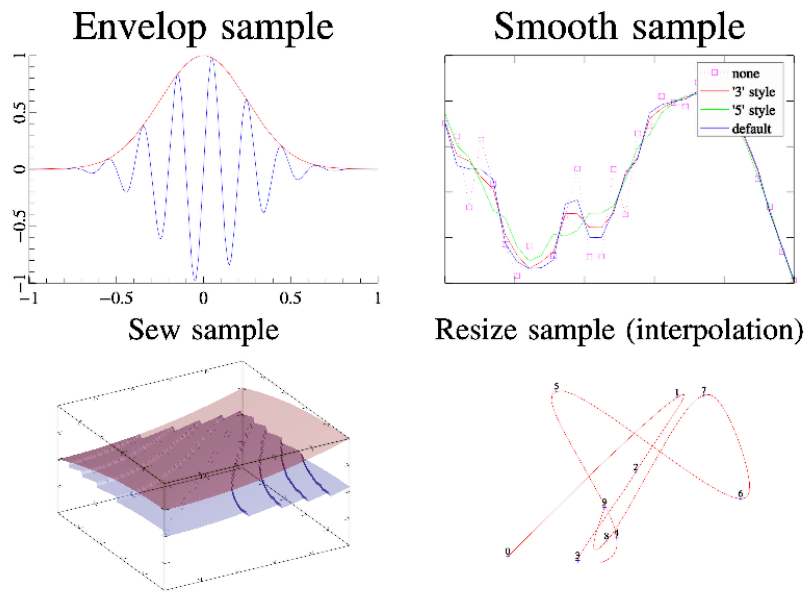 Envelop sample
Smooth sample
1
0.5
0
−0.5
−1
−1
−0.5
0
0.5
1
none
'3' style
'5' style
default
Sew sample
Resize sample (interpolation)
5
1
7
2
6
9
4
8
0
3